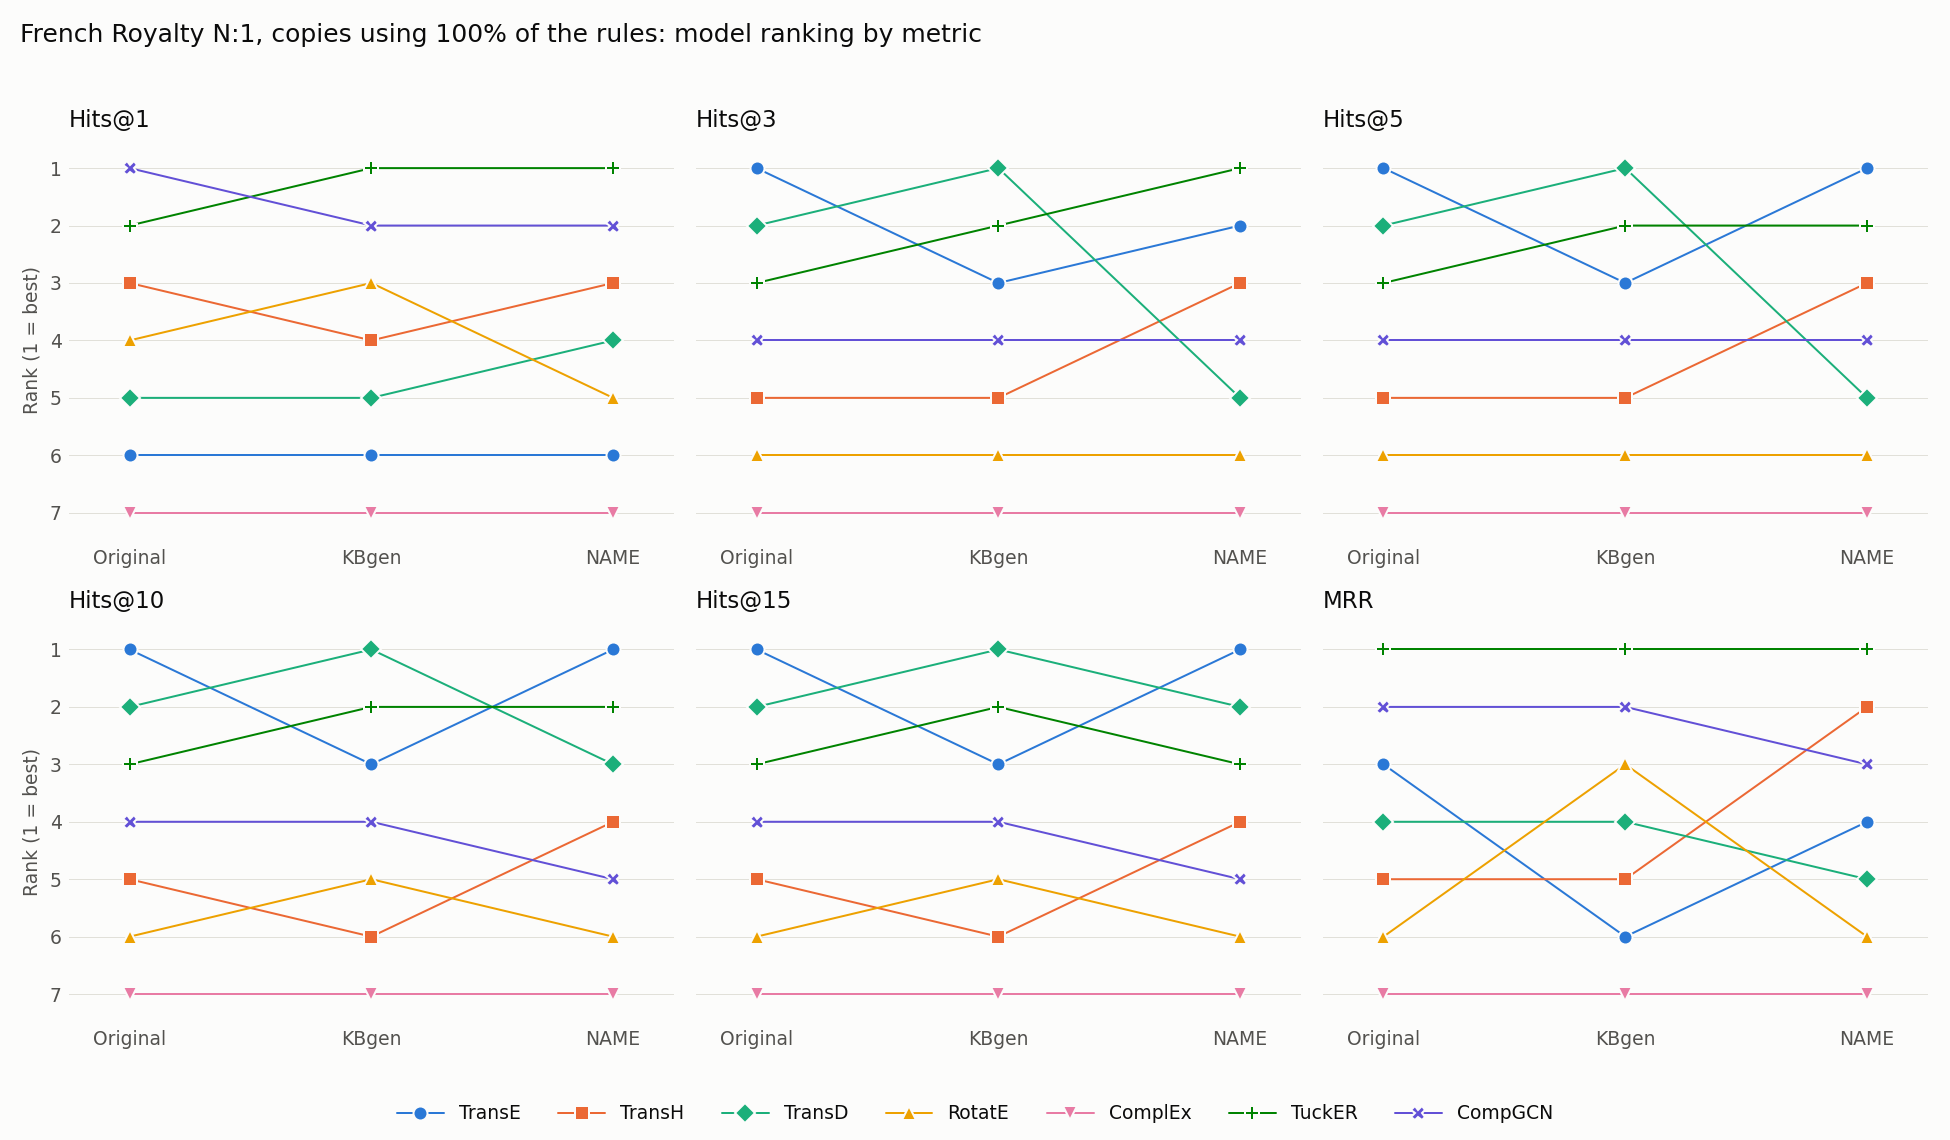 French Royalty N:1, copies using 100% of the rules: model ranking by metric
Hits@1
Hits@3
Hits@5
Rank (1 = best)
1
2
3
4
5
6
7
Original KBgen NAME
Original KBgen NAME
Original KBgen NAME
Hits@10
Hits@15
MRR
Rank (1 = best)
1
2
3
4
5
6
7
Original KBgen NAME
Original KBgen NAME
Original KBgen NAME
TransE TransH TransD RotatE ComplEx TuckER CompGCN